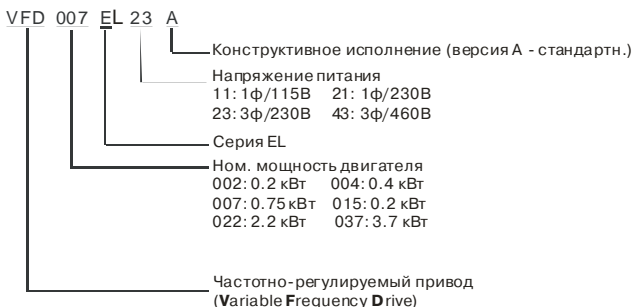 VFD 007 EL 23 A
Конструктивное исполнение (версия А - стандартн.)
Напряжение питания
11: 1ф/115В 21: 1ф/230В
23: 3ф/230В 43: 3ф/460В
Серия EL
Ном. мощность двигателя
002: 0.2 кВт 004: 0.4 кВт
007: 0.75 кВт 015: 0.2 кВт
022: 2.2 кВт 037: 3.7 кВт
Частотно-регулируемый привод
(Variable Frequency Drive)